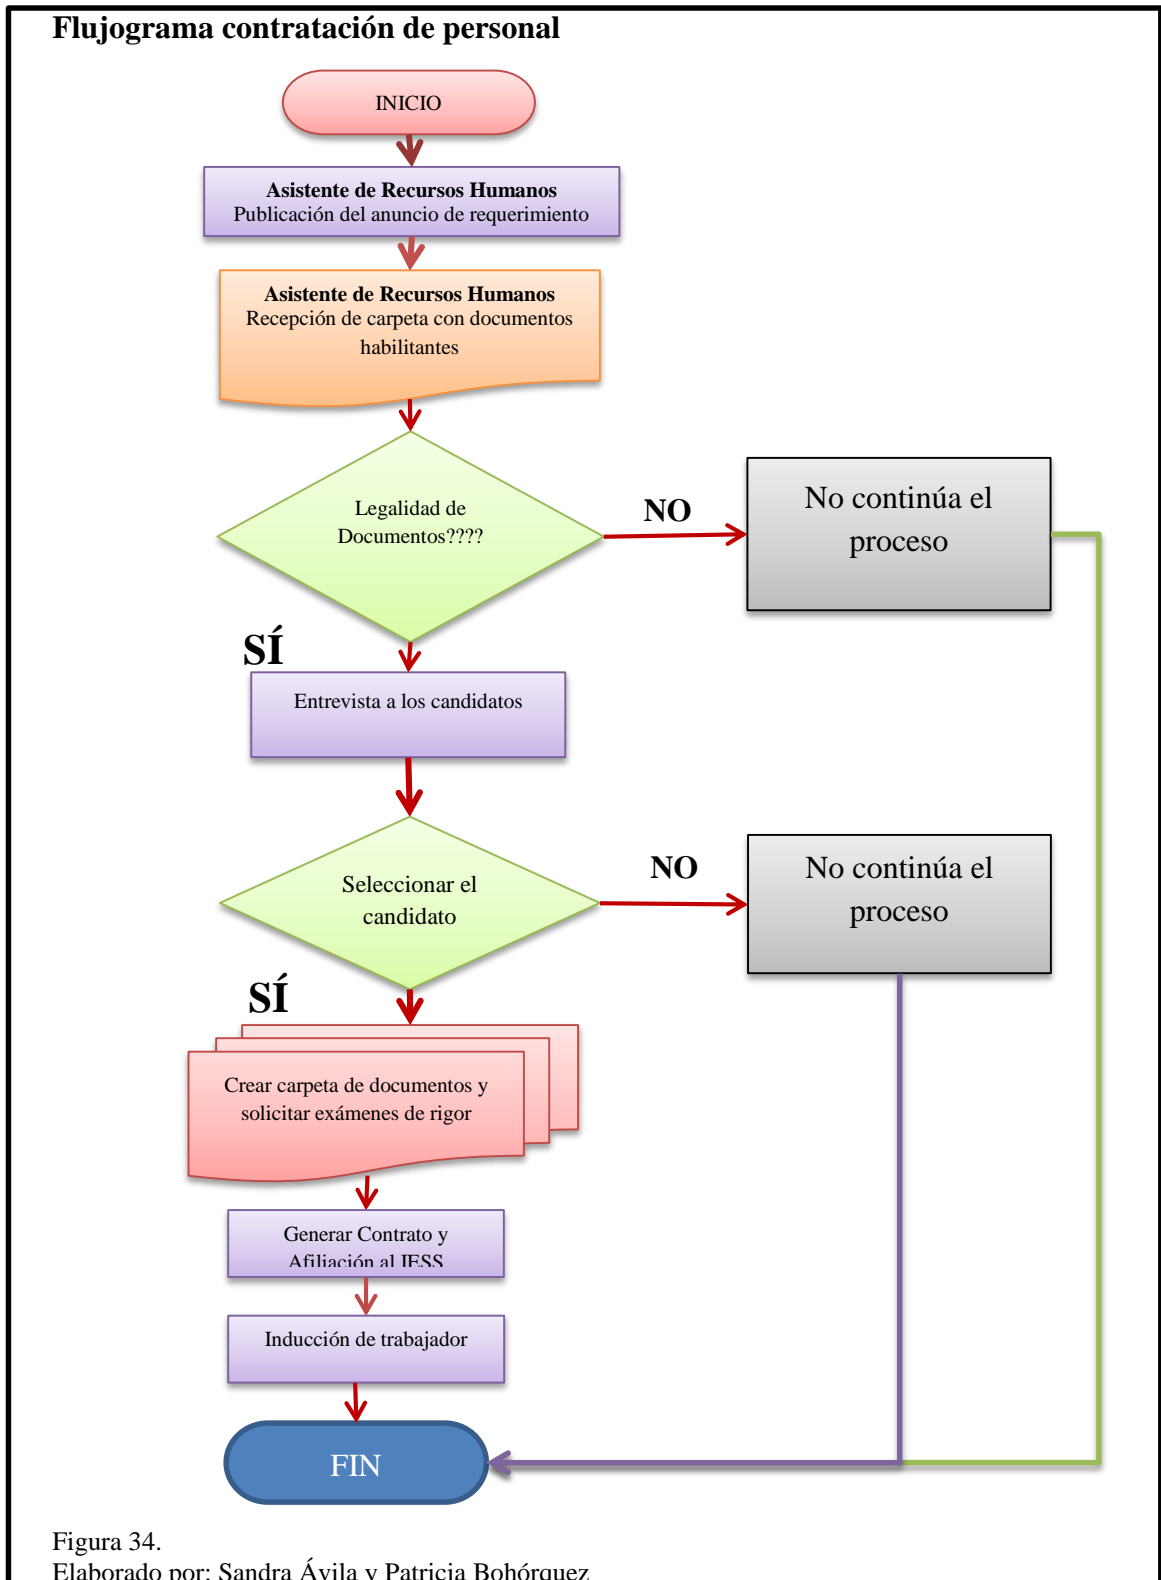 Flujograma contratación de personal
INICIO
Asistente de Recursos Humanos
Publicación del anuncio de requerimiento
Asistente de Recursos Humanos
Recepción de carpeta con documentos
habilitantes
Legalidad de
Documentos????
NO
No continúa el
proceso
SÍ
Entrevista a los candidatos
Seleccionar el
candidato
NO
No continúa el
proceso
SÍ
Crear carpeta de documentos y
solicitar exámenes de rigor
Generar Contrato y
Afiliación al IESS
Inducción de trabajador
FIN
Figura 34.
Elaborado por: Sandra Ávila y Patricia Bohórquez